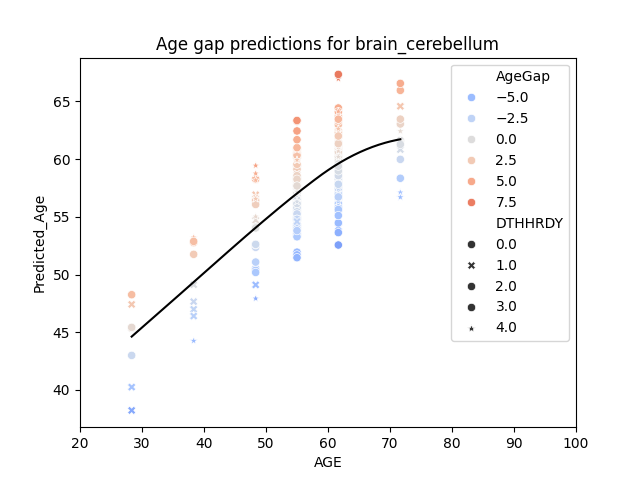 Age gap predictions for brain_cerebellum
Predicted_Age
65
60
55
50
45
40
20 30 40 50 60 70 80 90 100
AGE
AgeGap
−5.0
−2.5
0.0
2.5
5.0
7.5
DTHHRDY
0.0
1.0
2.0
3.0
4.0